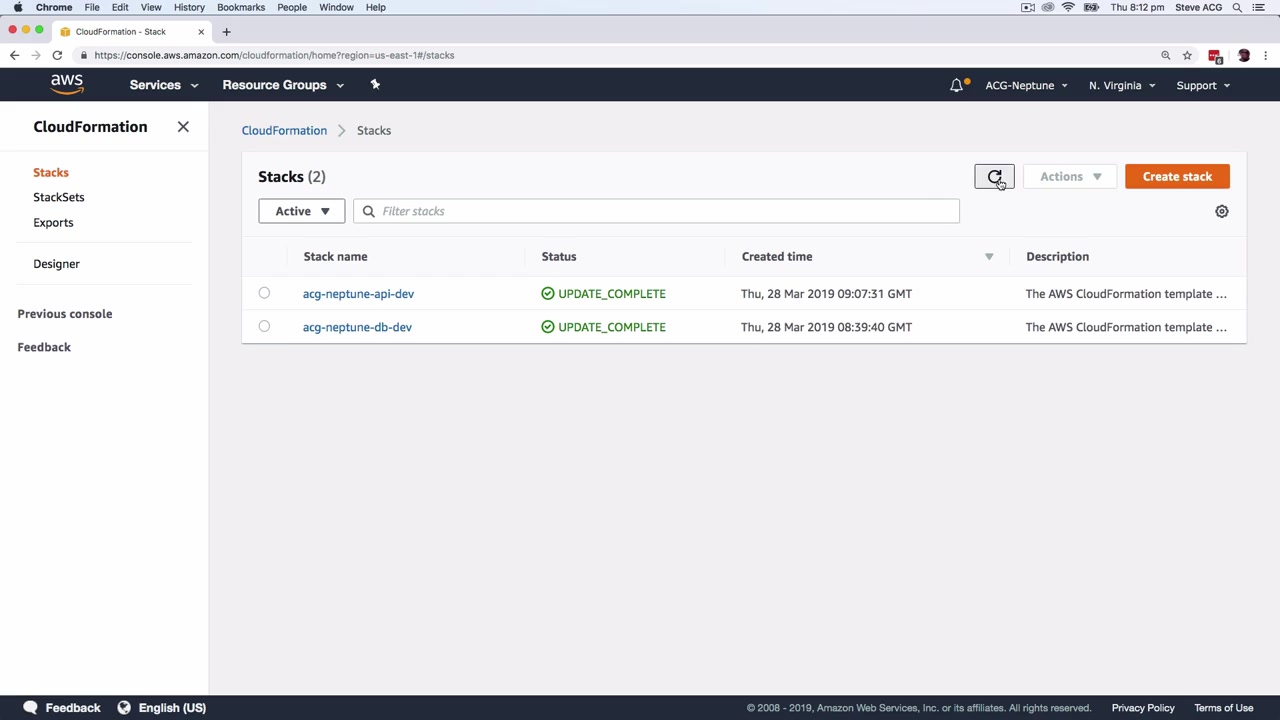 Chrome File Edit View History Bookmarks People Window Help Thu 8:12 pm Steve ACG
CloudFormation - Stack
https://console.aws.amazon.com/cloudformation/home?region=us-east-1#/stacks
aws Services Resource Groups ACG-Neptune N. Virginia Support
CloudFormation
CloudFormation > Stacks
Stacks
StackSets
Exports
Designer
Previous console
Feedback
Stacks (2) Actions Create stack
Active Filter stacks
Stack name Status Created time Description
acg-neptune-api-dev UPDATE_COMPLETE Thu, 28 Mar 2019 09:07:31 GMT The AWS CloudFormation template ...
acg-neptune-db-dev UPDATE_COMPLETE Thu, 28 Mar 2019 08:39:40 GMT The AWS CloudFormation template ...
Feedback English (US) © 2008 - 2019, Amazon Web Services, Inc. or its affiliates. All rights reserved. Privacy Policy Terms of Use